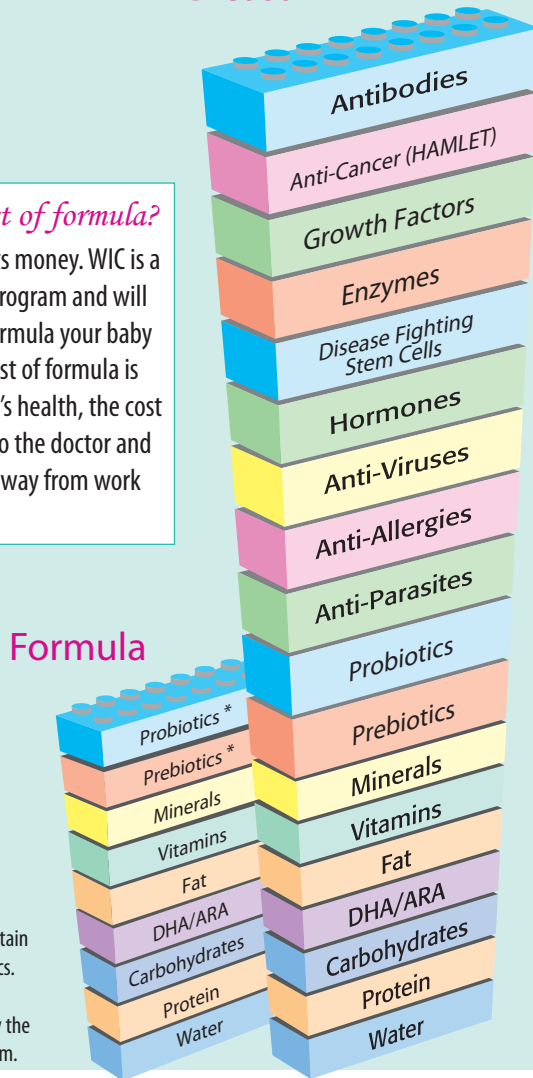 st of formula?
ts money. WIC is a
rogram and will
ormula your baby
st of formula is
's health, the cost
o the doctor and
way from work
Antibodies
Anti-Cancer (HAMLET)
Growth Factors
Enzymes
Disease Fighting
Stem Cells
Hormones
Anti-Viruses
Anti-Allergies
Anti-Parasites
Probiotics
Prebiotics
Minerals
Vitamins
Fat
DHA/ARA
Carbohydrates
Protein
Water
Formula
Probiotics *
Prebiotics *
Minerals
Vitamins
Fat
DHA/ARA
Carbohydrates
Protein
Water
tain
cs.
the
m.